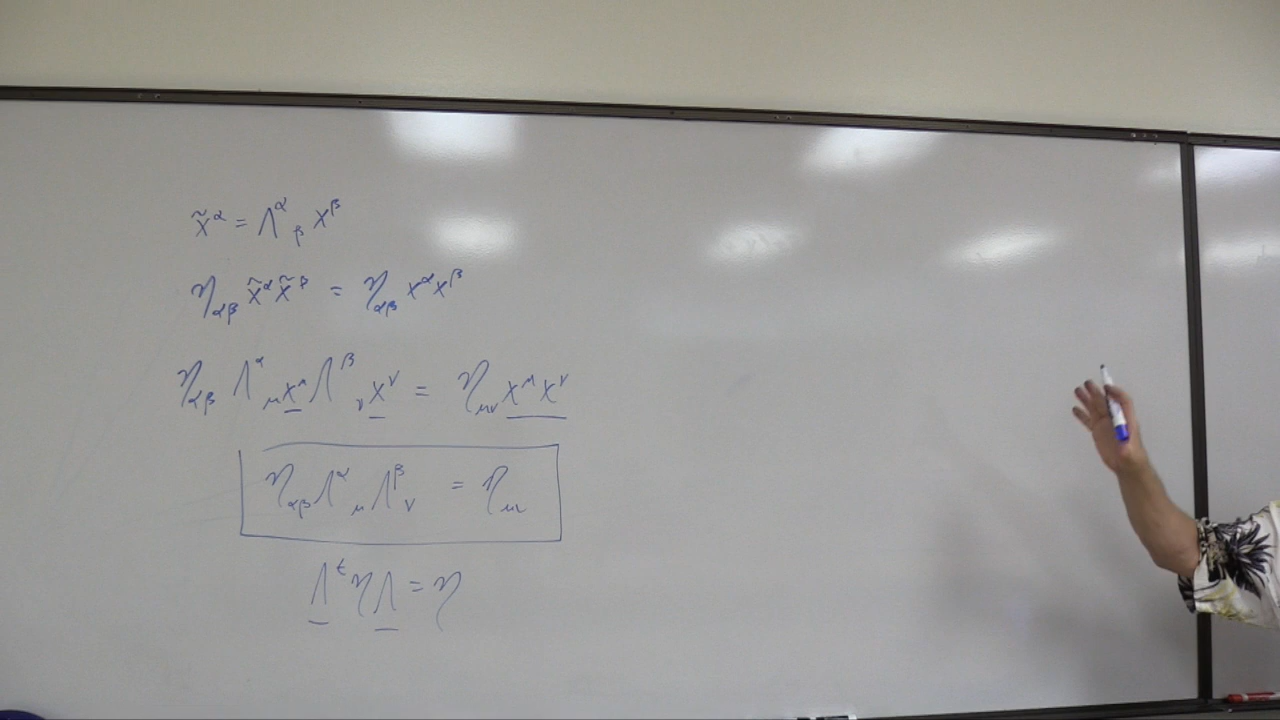 x̃^α = Λ^α_β x^β
η_αβ x̃^α x̃^β = η_αβ x^α x^β
η_αβ Λ^α_μ x^μ Λ^β_ν x^ν = η_μν x^μ x^ν
η_αβ Λ^α_μ Λ^β_ν = η_μν
Λ^t η Λ = η